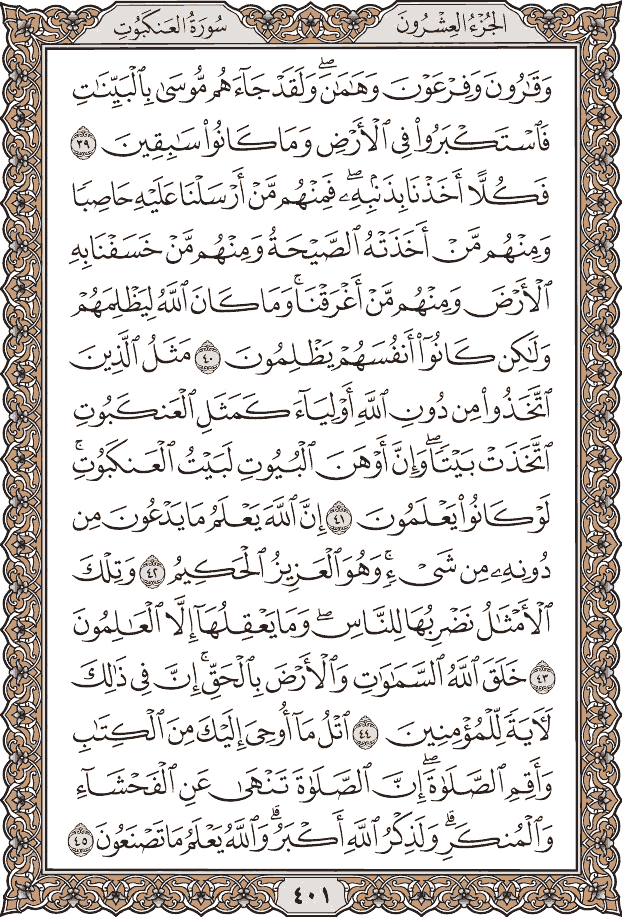 الجُزْءُ العِشْرُونَ
سُورَةُ العَنكَبُوتِ
وَقَٰرُونَ وَفِرْعَوْنَ وَهَٰمَٰنَۖ وَلَقَدْ جَآءَهُم مُّوسَىٰ بِٱلْبَيِّنَٰتِ
فَٱسْتَكْبَرُوا۟ فِى ٱلْأَرْضِ وَمَا كَانُوا۟ سَٰبِقِينَ ٣٩
فَكُلًّا أَخَذْنَا بِذَنۢبِهِۦۖ فَمِنْهُم مَّنْ أَرْسَلْنَا عَلَيْهِ حَاصِبًا
وَمِنْهُم مَّنْ أَخَذَتْهُ ٱلصَّيْحَةُ وَمِنْهُم مَّنْ خَسَفْنَا بِهِ
ٱلْأَرْضَ وَمِنْهُم مَّنْ أَغْرَقْنَاۚ وَمَا كَانَ ٱللَّهُ لِيَظْلِمَهُمْ
وَلَٰكِن كَانُوٓا۟ أَنفُسَهُمْ يَظْلِمُونَ ٤٠ مَثَلُ ٱلَّذِينَ
ٱتَّخَذُوا۟ مِن دُونِ ٱللَّهِ أَوْلِيَآءَ كَمَثَلِ ٱلْعَنكَبُوتِ
ٱتَّخَذَتْ بَيْتًاۖ وَإِنَّ أَوْهَنَ ٱلْبُيُوتِ لَبَيْتُ ٱلْعَنكَبُوتِۚ
لَوْ كَانُوا۟ يَعْلَمُونَ ٤١ إِنَّ ٱللَّهَ يَعْلَمُ مَا يَدْعُونَ مِن
دُونِهِۦ مِن شَىْءٍۚ وَهُوَ ٱلْعَزِيزُ ٱلْحَكِيمُ ٤٢ وَتِلْكَ
ٱلْأَمْثَٰلُ نَضْرِبُهَا لِلنَّاسِۖ وَمَا يَعْقِلُهَآ إِلَّا ٱلْعَٰلِمُونَ
٤٣ خَلَقَ ٱللَّهُ ٱلسَّمَٰوَٰتِ وَٱلْأَرْضَ بِٱلْحَقِّۚ إِنَّ فِى ذَٰلِكَ
لَءَايَةً لِّلْمُؤْمِنِينَ ٤٤ ٱتْلُ مَآ أُوحِىَ إِلَيْكَ مِنَ ٱلْكِتَٰبِ
وَأَقِمِ ٱلصَّلَوٰةَۖ إِنَّ ٱلصَّلَوٰةَ تَنْهَىٰ عَنِ ٱلْفَحْشَآءِ
وَٱلْمُنكَرِۗ وَلَذِكْرُ ٱللَّهِ أَكْبَرُۗ وَٱللَّهُ يَعْلَمُ مَا تَصْنَعُونَ ٤٥
٤٠١